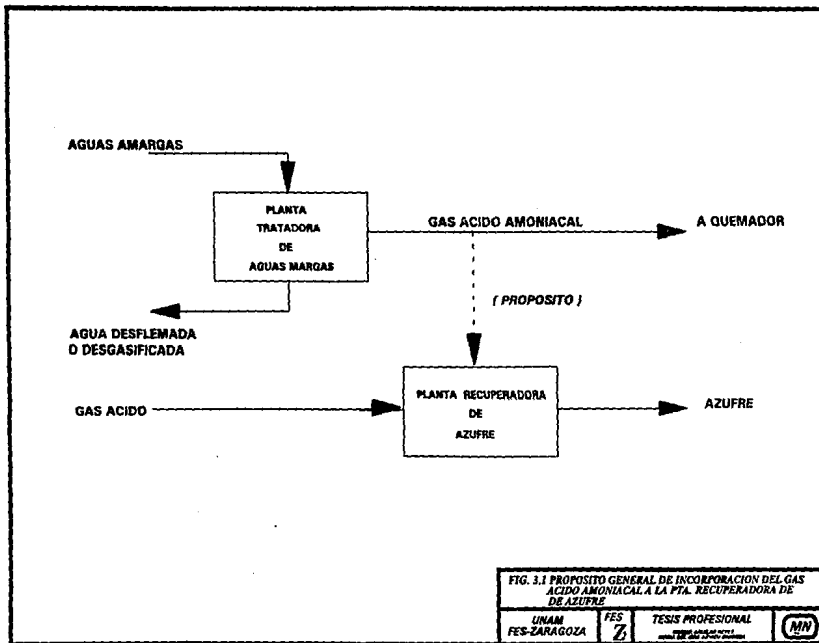 AGUAS AMARGAS
PLANTA
TRATADORA
DE
AGUAS MARGAS
GAS ACIDO AMONIACAL
A QUEMADOR
( PROPOSITO )
AGUA DESFLEMADA
O DESGASIFICADA
GAS ACIDO
PLANTA RECUPERADORA
DE
AZUFRE
AZUFRE
FIG. 3.1 PROPOSITO GENERAL DE INCORPORACION DEL GAS
ACIDO AMONIACAL A LA PTA. RECUPERADORA DE
DE AZUFRE
UNAM
FES-ZARAGOZA
FES
Z
TESIS PROFESIONAL
MN